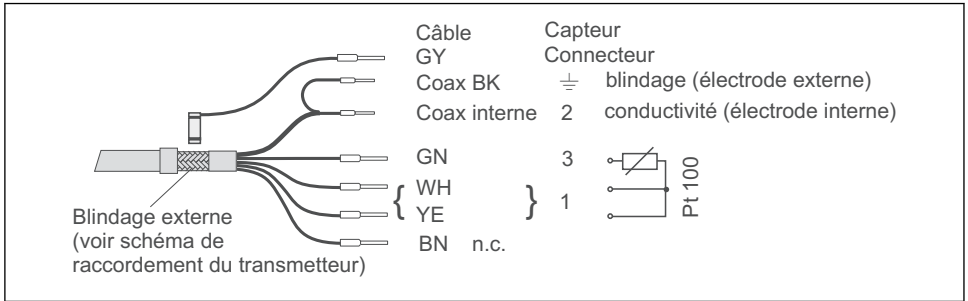 Câble Capteur
GY Connecteur
Coax BK ⏚ blindage (électrode externe)
Coax interne 2 conductivité (électrode interne)
GN 3
WH
{ } 1
YE
Pt 100
BN n.c.
Blindage externe
(voir schéma de
raccordement du transmetteur)